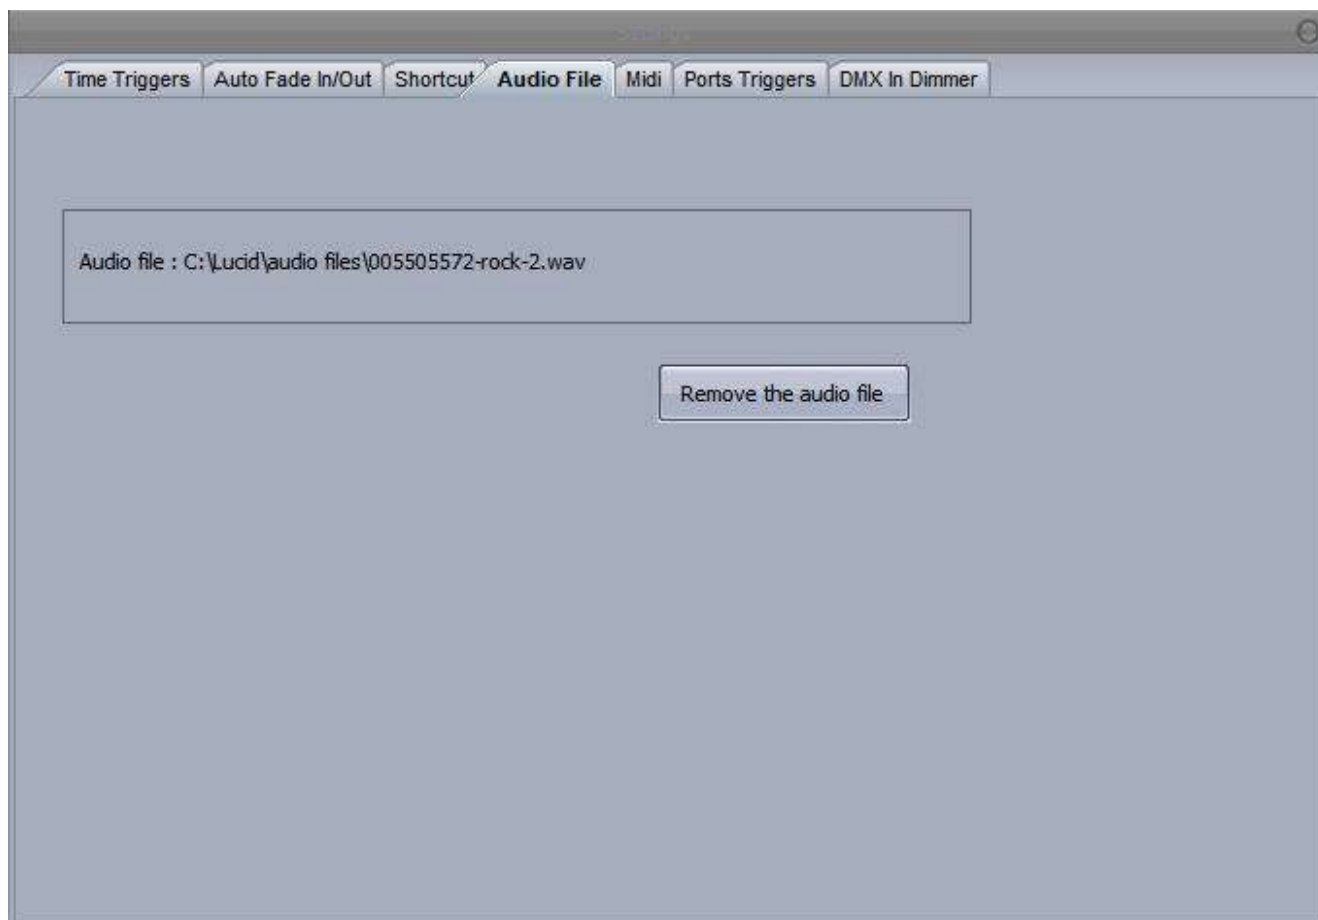 Time Triggers Auto Fade In/Out Shortcut Audio File Midi Ports Triggers DMX In Dimmer
Audio file : C:\Lucid\audio files\005505572-rock-2.wav
Remove the audio file